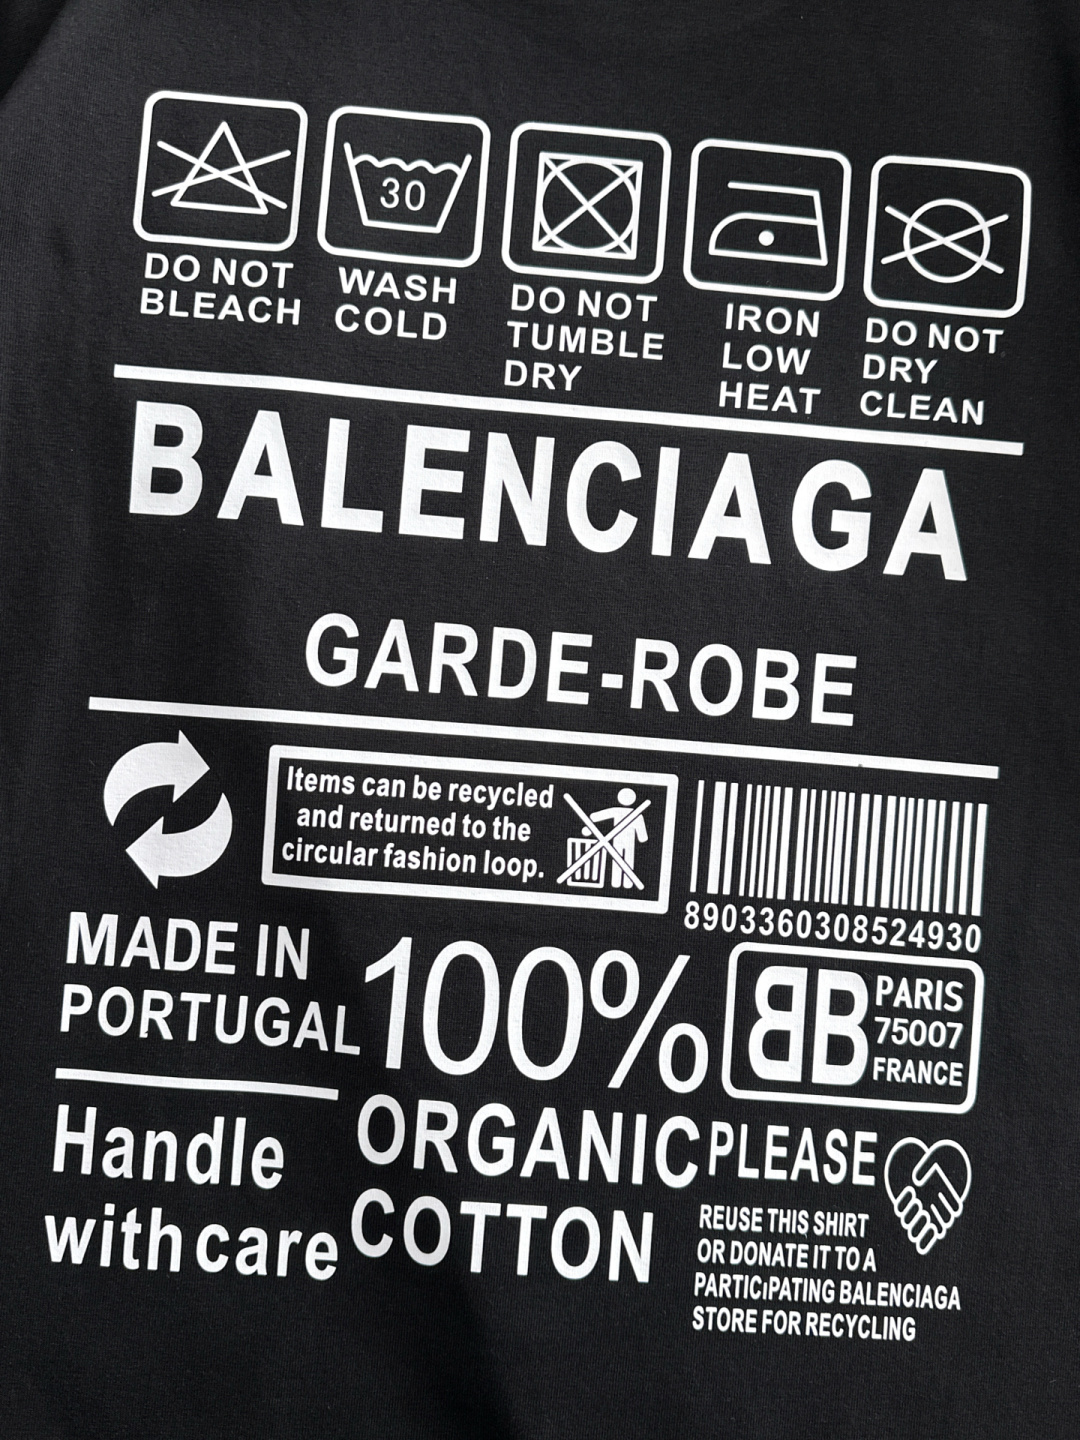 DO NOT
BLEACH
30
WASH
COLD
DO NOT
TUMBLE
DRY
IRON
LOW
HEAT
DO NOT
DRY
CLEAN
BALENCIAGA
GARDE-ROBE
Items can be recycled
and returned to the
circular fashion loop.
8903360308524930
MADE IN
PORTUGAL
100%
ORGANIC
COTTON
BB
PARIS
75007
FRANCE
Handle
with care
PLEASE
REUSE THIS SHIRT
OR DONATE IT TO A
PARTICiPATING BALENCIAGA
STORE FOR RECYCLING